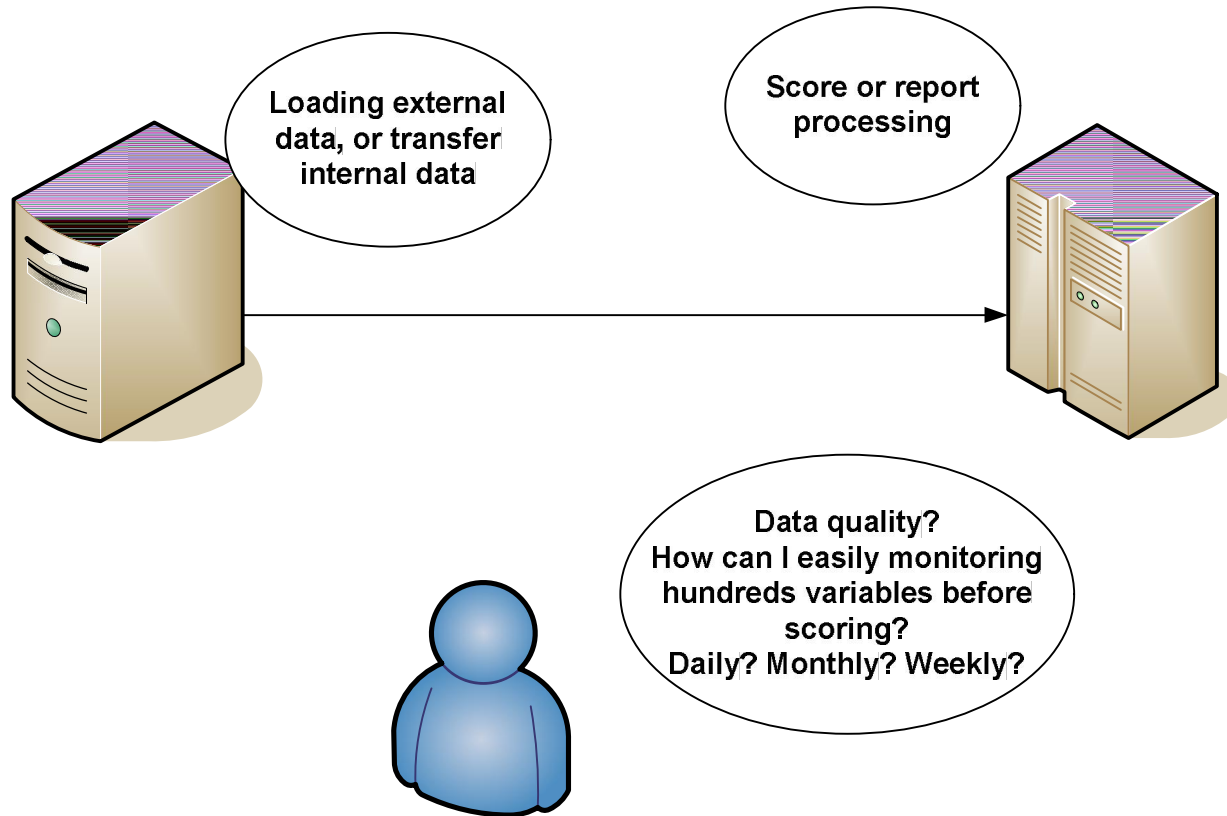 Loading external
data, or transfer
internal data
Score or report
processing
Data quality?
How can I easily monitoring
hundreds variables before
scoring?
Daily? Monthly? Weekly?